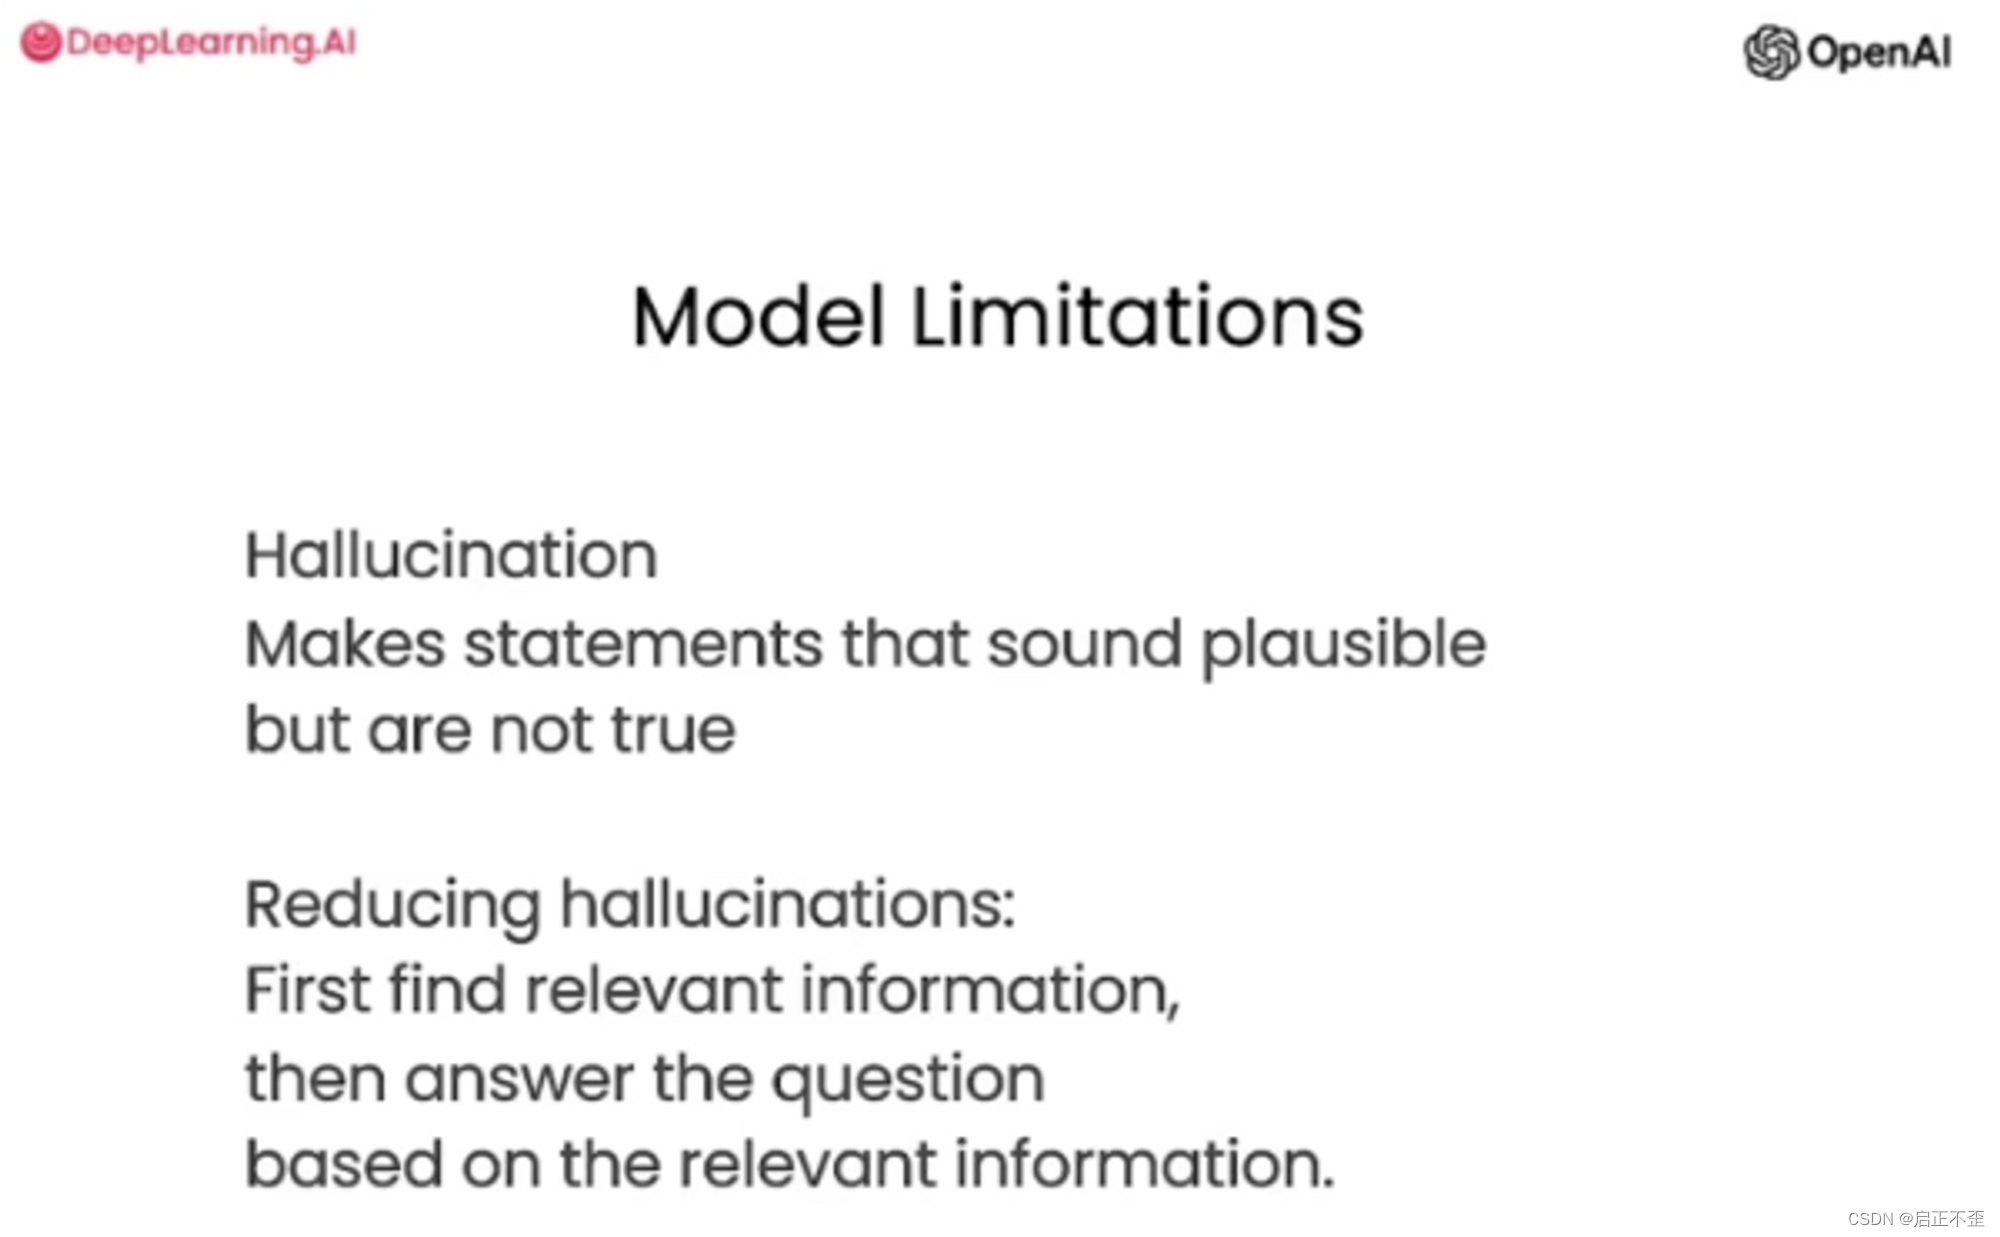 DeepLearning.AI
OpenAI
Model Limitations
Hallucination
Makes statements that sound plausible
but are not true
Reducing hallucinations:
First find relevant information,
then answer the question
based on the relevant information.
CSDN @启正不歪